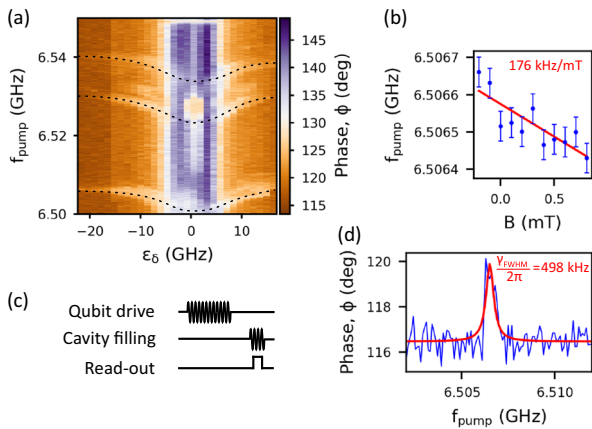 (a)
f_pump (GHz)
6.54
6.52
6.50
−20
−10
0
10
ε_δ (GHz)
145
140
135
130
125
120
115
Phase, ϕ (deg)
(b)
176 kHz/mT
f_pump (GHz)
6.5067
6.5066
6.5065
6.5064
0.0
0.5
B (mT)
(c)
Qubit drive
Cavity filling
Read-out
(d)
γ_FWHM/2π =498 kHz
Phase, ϕ (deg)
120
118
116
6.505
6.510
f_pump (GHz)